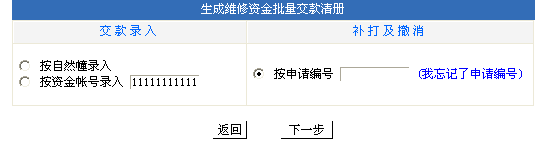 生成维修资金批量交款清册
交 款 录 入
补 打 及 撤 消
按自然幢录入
按资金帐号录入 11111111111
按申请编号 (我忘记了申请编号)
返回 下一步